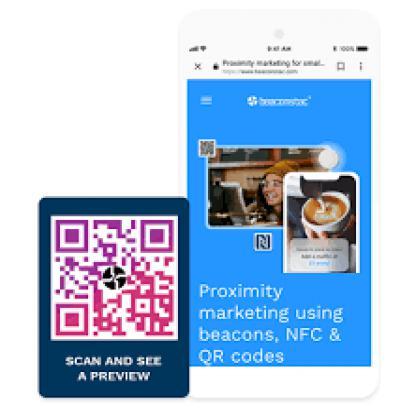 9:41 AM
100%
Proximity marketing for smal...
https://www.beaconstac.com
beaconstac
Proximity
marketing using
beacons, NFC &
QR codes
SCAN AND SEE
A PREVIEW